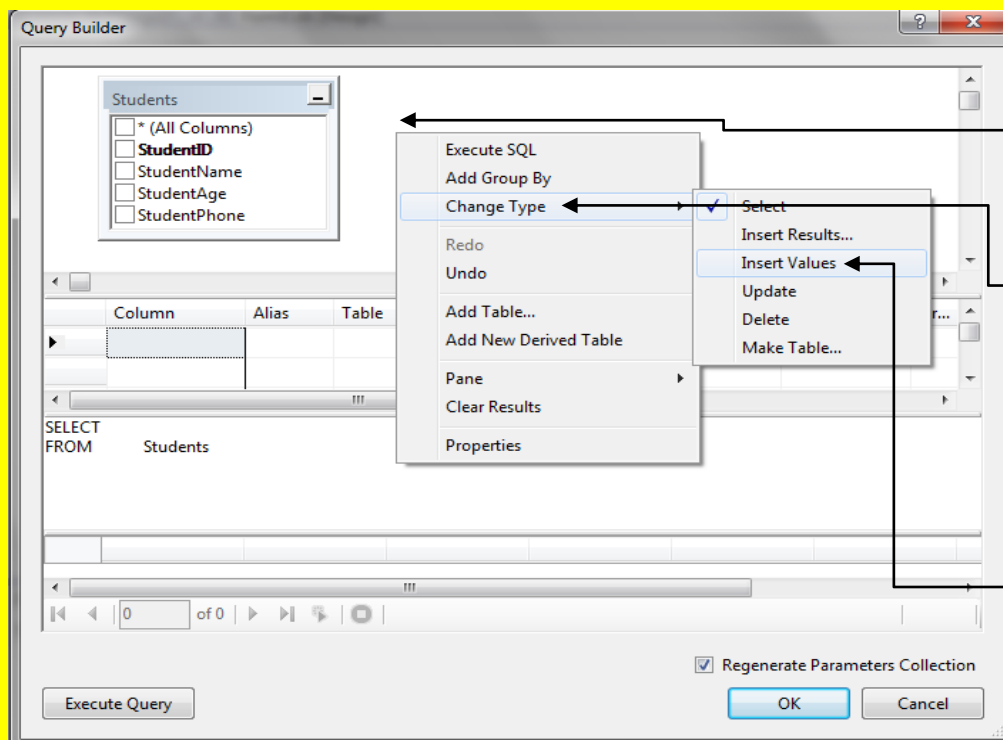 Query Builder
Students
* (All Columns)
StudentID
StudentName
StudentAge
StudentPhone
Execute SQL
Add Group By
Change Type
Redo
Undo
Add Table...
Add New Derived Table
Pane
Clear Results
Properties
Select
Insert Results...
Insert Values
Update
Delete
Make Table...
Column Alias Table r...
SELECT
FROM Students
0 of 0
Regenerate Parameters Collection
Execute Query OK Cancel